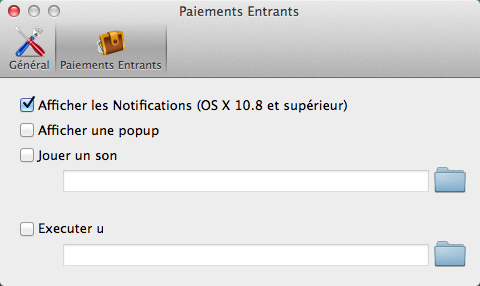 Paiements Entrants
Général Paiements Entrants
Afficher les Notifications (OS X 10.8 et supérieur)
Afficher une popup
Jouer un son
Executer u